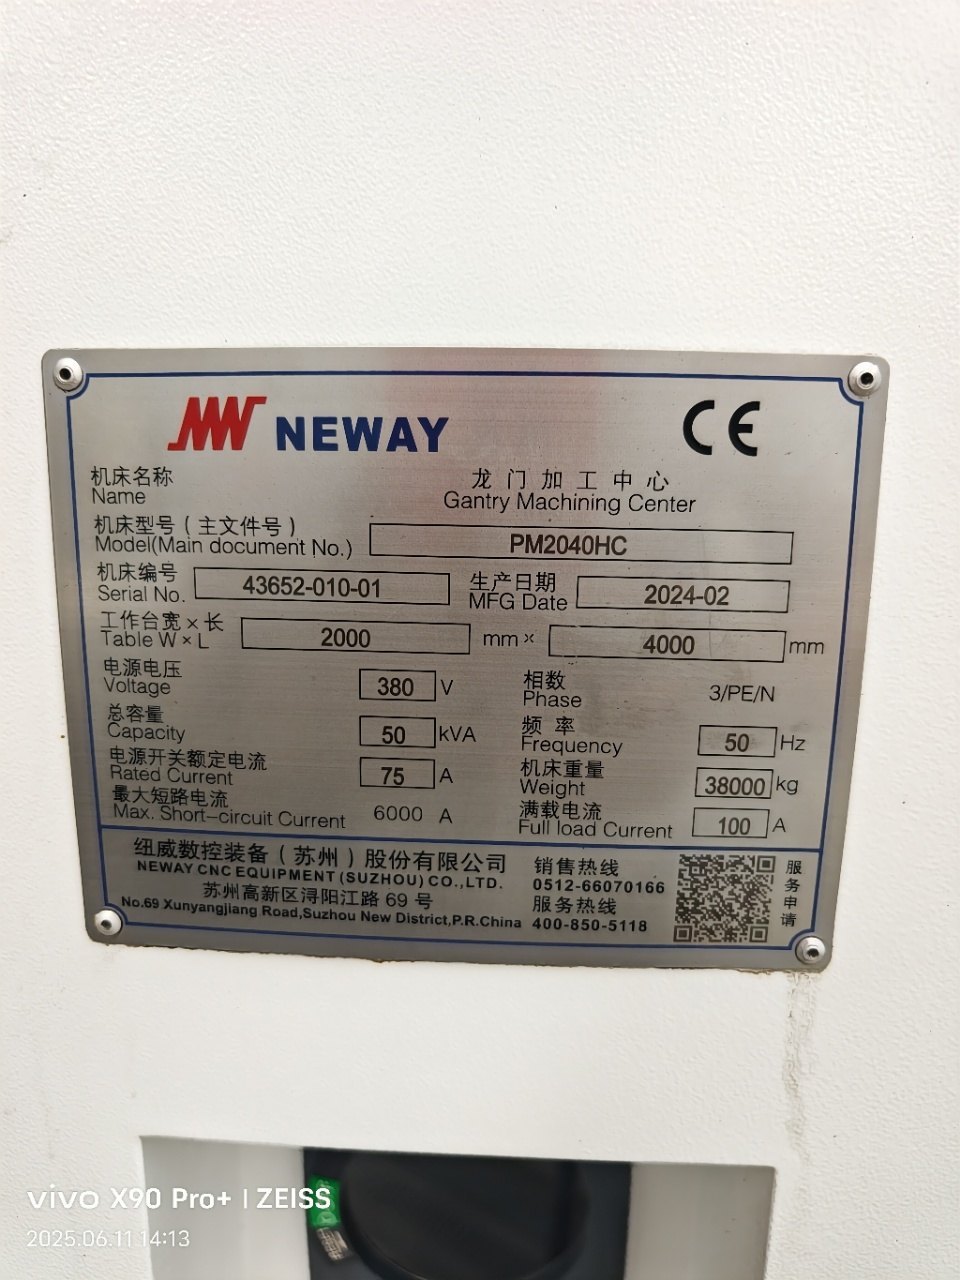 NEWAY
CE
机床名称
Name
龙门加工中心
Gantry Machining Center
机床型号(主文件号)
Model(Main document No.)
PM2040HC
机床编号
Serial No.
43652-010-01
生产日期
MFG Date
2024-02
工作台宽×长
Table W×L
2000 mm × 4000 mm
电源电压
Voltage
380 V
相数
Phase
3/PE/N
总容量
Capacity
50 kVA
频率
Frequency
50 Hz
电源开关额定电流
Rated Current
75 A
机床重量
Weight
38000 kg
最大短路电流
Max. Short-circuit Current
6000 A
满载电流
Full load Current
100 A
纽威数控装备(苏州)股份有限公司
NEWAY CNC EQUIPMENT (SUZHOU) CO.,LTD.
苏州高新区浔阳江路69号
No.69 Xunyangjiang Road,Suzhou New District,P.R.China
销售热线
0512-66070166
服务热线
400-850-5118
服务申请
vivo X90 Pro+ | ZEISS
2025.06.11 14:13